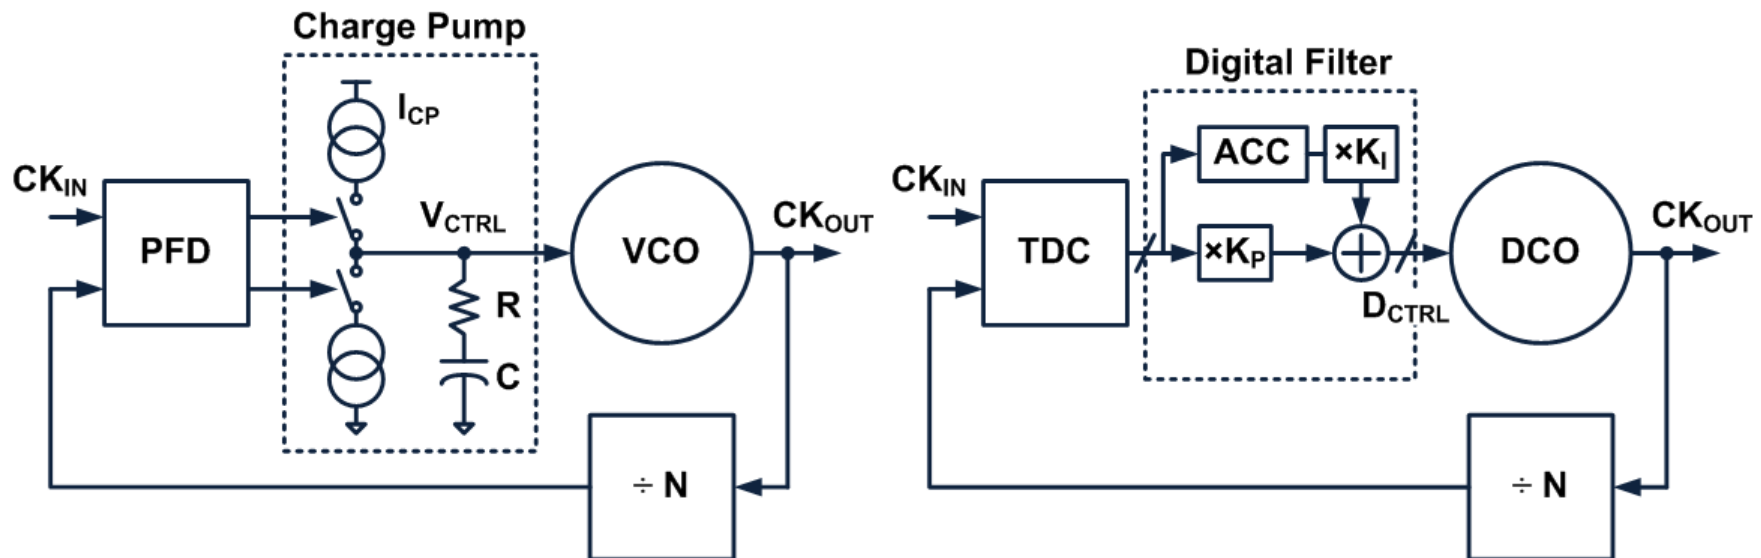 Charge Pump
I_CP
CK_IN
PFD
V_CTRL
VCO
CK_OUT
R
C
÷ N
Digital Filter
ACC
×K_I
CK_IN
TDC
×K_P
D_CTRL
DCO
CK_OUT
÷ N